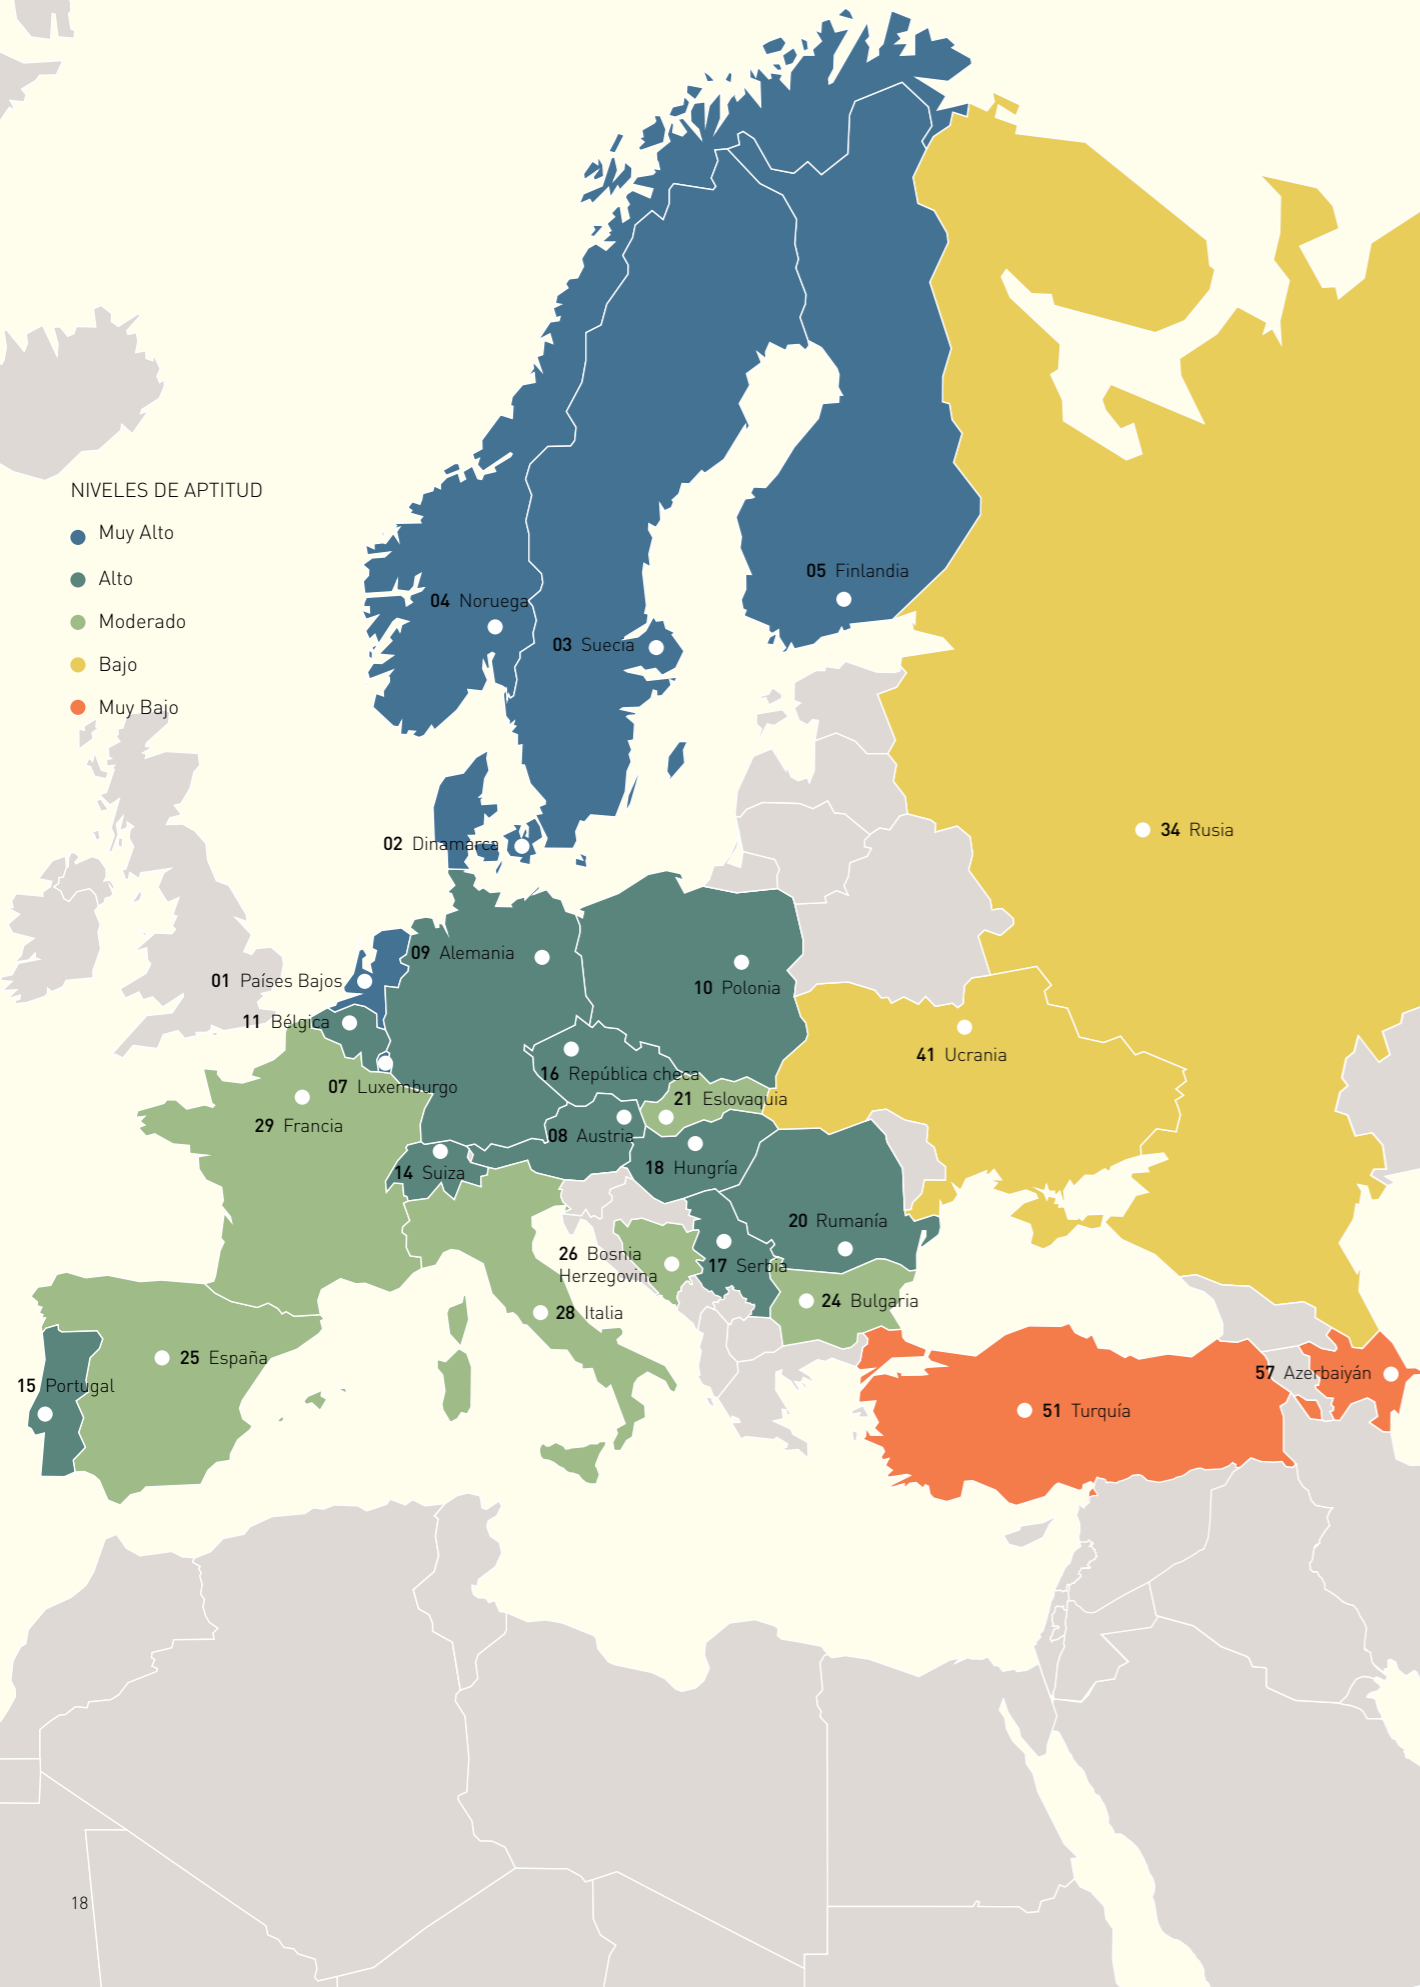 NIVELES DE APTITUD
Muy Alto
Alto
Moderado
Bajo
Muy Bajo
05 Finlandia
04 Noruega
03 Suecia
34 Rusia
02 Dinamarca
09 Alemania
01 Países Bajos
10 Polonia
11 Bélgica
41 Ucrania
16 República checa
07 Luxemburgo
21 Eslovaquia
29 Francia
08 Austria
18 Hungría
14 Suiza
20 Rumanía
26 Bosnia
Herzegovina
17 Serbia
24 Bulgaria
28 Italia
25 España
57 Azerbaiyán
15 Portugal
51 Turquía
18